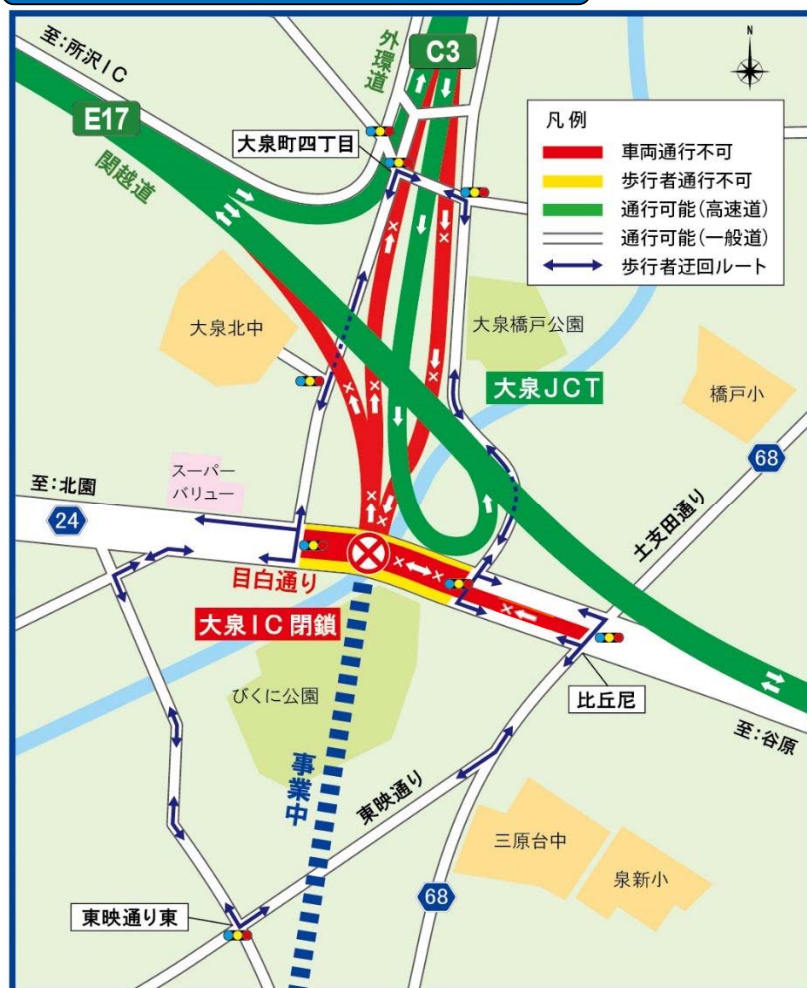 至:所沢IC
外環道
C3
N
E17
関越道
大泉町四丁目
凡例
車両通行不可
歩行者通行不可
通行可能(高速道)
通行可能(一般道)
歩行者迂回ルート
大泉北中
大泉橋戸公園
大泉JCT
橋戸小
68
スーパー
バリュー
至:北園
24
土支田通り
目白通り
大泉IC閉鎖
びくに公園
比丘尼
至:谷原
事業中
東映通り
三原台中
泉新小
68
東映通り東